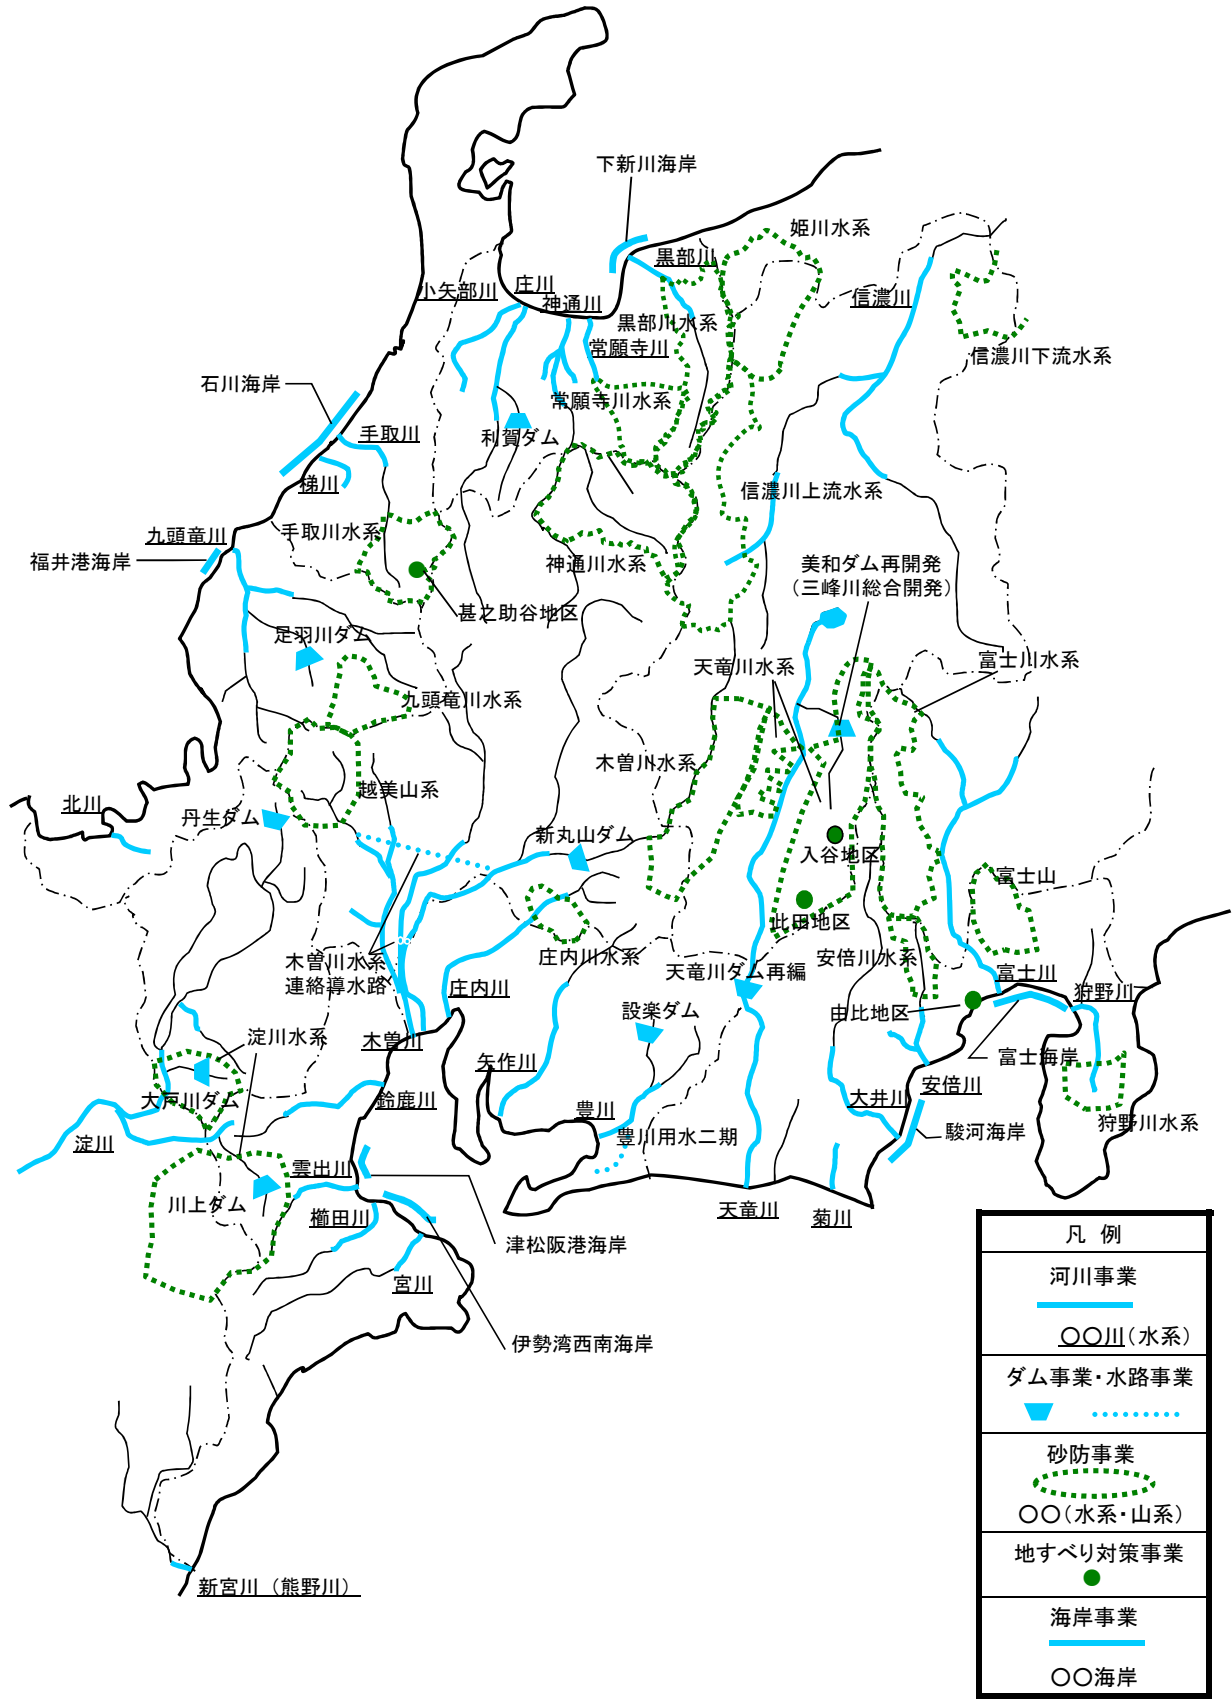 下新川海岸
姫川水系
黒部川
庄川
小矢部川
神通川
信濃川
黒部川水系
常願寺川
信濃川下流水系
石川海岸
常願寺川水系
手取川
利賀ダム
梯川
信濃川上流水系
手取川水系
九頭竜川
福井港海岸
神通川水系
美和ダム再開発
(三峰川総合開発)
甚之助谷地区
足羽川ダム
天竜川水系
富士川水系
九頭竜川水系
木曽川水系
越美山系
北川
丹生ダム
新丸山ダム
入谷地区
富士山
此田地区
庄内川水系
安倍川水系
木曽川水系
連絡導水路
天竜川ダム再編
富士川
庄内川
狩野川
設楽ダム
由比地区
淀川水系
木曽川
矢作川
富士海岸
安倍川
大戸川ダム
鈴鹿川
豊川
大井川
狩野川水系
淀川
豊川用水二期
駿河海岸
雲出川
川上ダム
櫛田川
天竜川
菊川
津松阪港海岸
宮川
伊勢湾西南海岸
新宮川（熊野川）
凡 例
河川事業
〇〇川(水系)
ダム事業・水路事業
砂防事業
〇〇(水系・山系)
地すべり対策事業
海岸事業
〇〇海岸